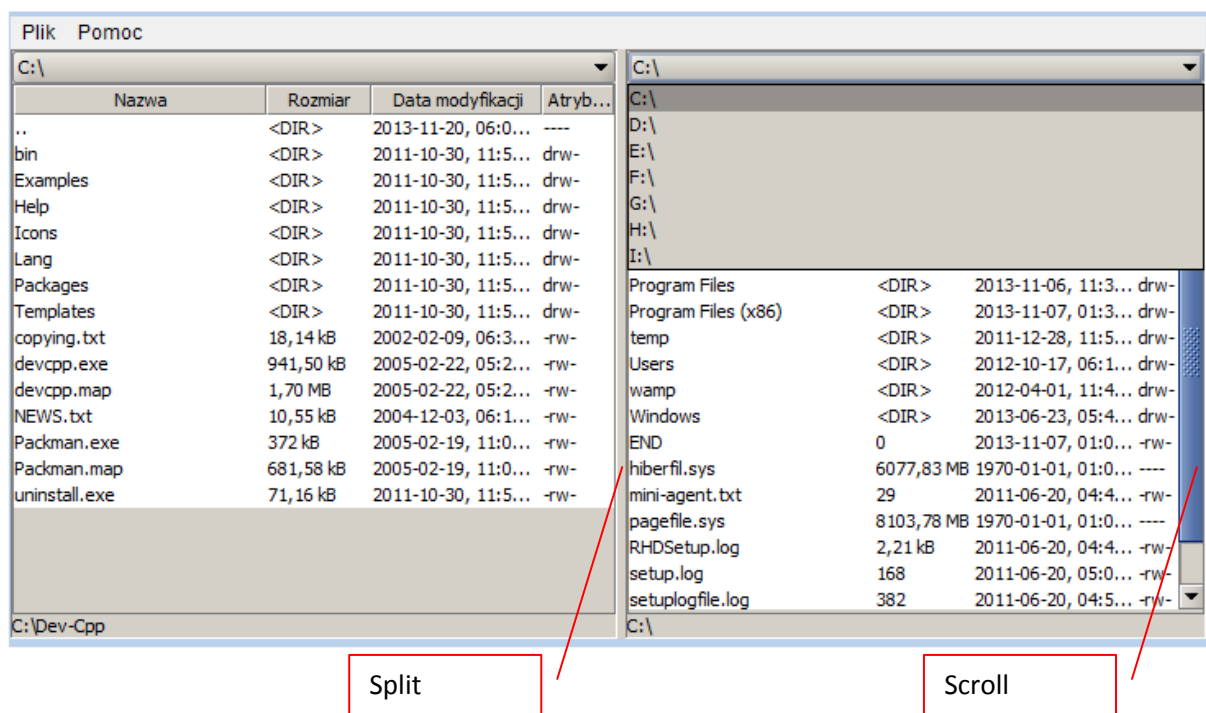 Plik Pomoc
C:\
Nazwa Rozmiar Data modyfikacji Atryb...
.. <DIR> 2013-11-20, 06:0... ----
bin <DIR> 2011-10-30, 11:5... drw-
Examples <DIR> 2011-10-30, 11:5... drw-
Help <DIR> 2011-10-30, 11:5... drw-
Icons <DIR> 2011-10-30, 11:5... drw-
Lang <DIR> 2011-10-30, 11:5... drw-
Packages <DIR> 2011-10-30, 11:5... drw-
Templates <DIR> 2011-10-30, 11:5... drw-
copying.txt 18,14 kB 2002-02-09, 06:3... -rw-
devcpp.exe 941,50 kB 2005-02-22, 05:2... -rw-
devcpp.map 1,70 MB 2005-02-22, 05:2... -rw-
NEWS.txt 10,55 kB 2004-12-03, 06:1... -rw-
Packman.exe 372 kB 2005-02-19, 11:0... -rw-
Packman.map 681,58 kB 2005-02-19, 11:0... -rw-
uninstall.exe 71,16 kB 2011-10-30, 11:5... -rw-
C:\Dev-Cpp
C:\
C:\
D:\
E:\
F:\
G:\
H:\
I:\
Program Files <DIR> 2013-11-06, 11:3... drw-
Program Files (x86) <DIR> 2013-11-07, 01:3... drw-
temp <DIR> 2011-12-28, 11:5... drw-
Users <DIR> 2012-10-17, 06:1... drw-
wamp <DIR> 2012-04-01, 11:4... drw-
Windows <DIR> 2013-06-23, 05:4... drw-
END 0 2013-11-07, 01:0... -rw-
hiberfil.sys 6077,83 MB 1970-01-01, 01:0... ----
mini-agent.txt 29 2011-06-20, 04:4... -rw-
pagefile.sys 8103,78 MB 1970-01-01, 01:0... ----
RHDSetup.log 2,21 kB 2011-06-20, 04:4... -rw-
setup.log 168 2011-06-20, 05:0... -rw-
setuplogfile.log 382 2011-06-20, 04:5... -rw-
C:\
Split
Scroll